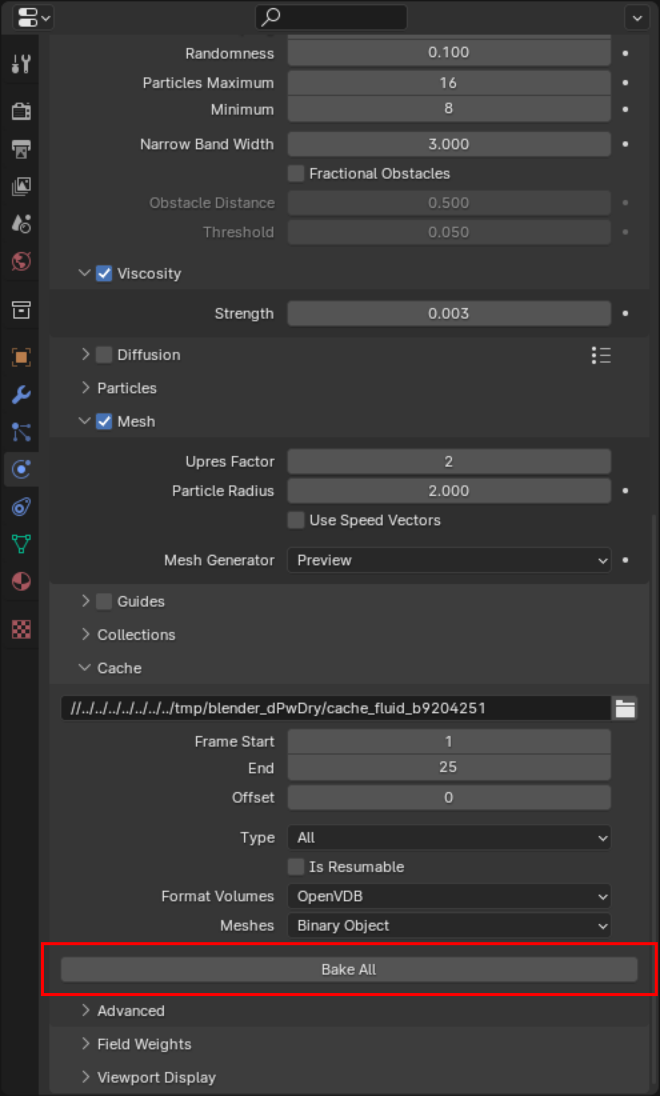 Randomness 0.100
Particles Maximum 16
Minimum 8
Narrow Band Width 3.000
Fractional Obstacles
Obstacle Distance 0.500
Threshold 0.050
Viscosity
Strength 0.003
Diffusion
Particles
Mesh
Upres Factor 2
Particle Radius 2.000
Use Speed Vectors
Mesh Generator Preview
Guides
Collections
Cache
//../../../../../../../tmp/blender_dPwDry/cache_fluid_b9204251
Frame Start 1
End 25
Offset 0
Type All
Is Resumable
Format Volumes OpenVDB
Meshes Binary Object
Bake All
Advanced
Field Weights
Viewport Display